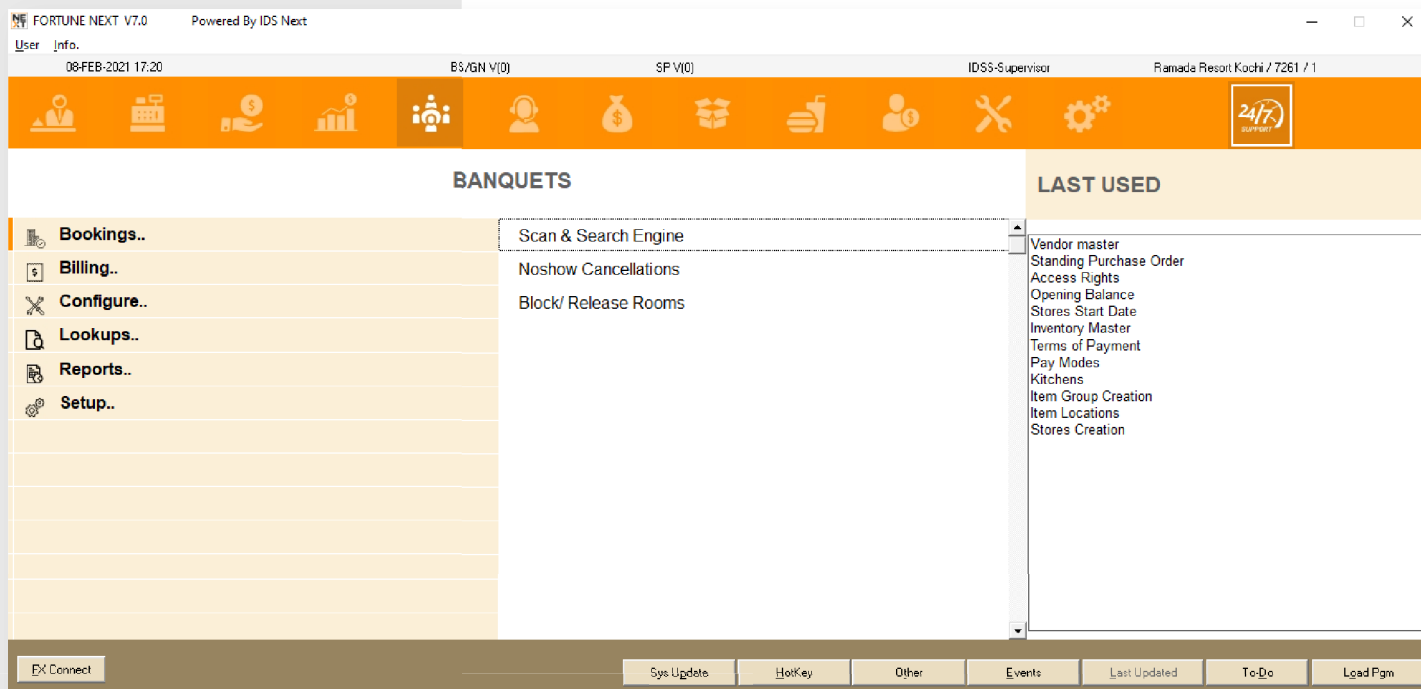 FORTUNE NEXT V7.0 Powered By IDS Next
User Info.
08-FEB-2021 17:20 BS/GN V(0) SP V(0) IDSS-Supervisor Ramada Resort Kochi / 7261 / 1
24/7
SUPPORT
BANQUETS
LAST USED
Bookings..
Billing..
Configure..
Lookups..
Reports..
Setup..
Scan & Search Engine
Noshow Cancellations
Block/ Release Rooms
Vendor master
Standing Purchase Order
Access Rights
Opening Balance
Stores Start Date
Inventory Master
Terms of Payment
Pay Modes
Kitchens
Item Group Creation
Item Locations
Stores Creation
FX Connect Sys Update HotKey Other Events Last Updated To-Do Load Pgm